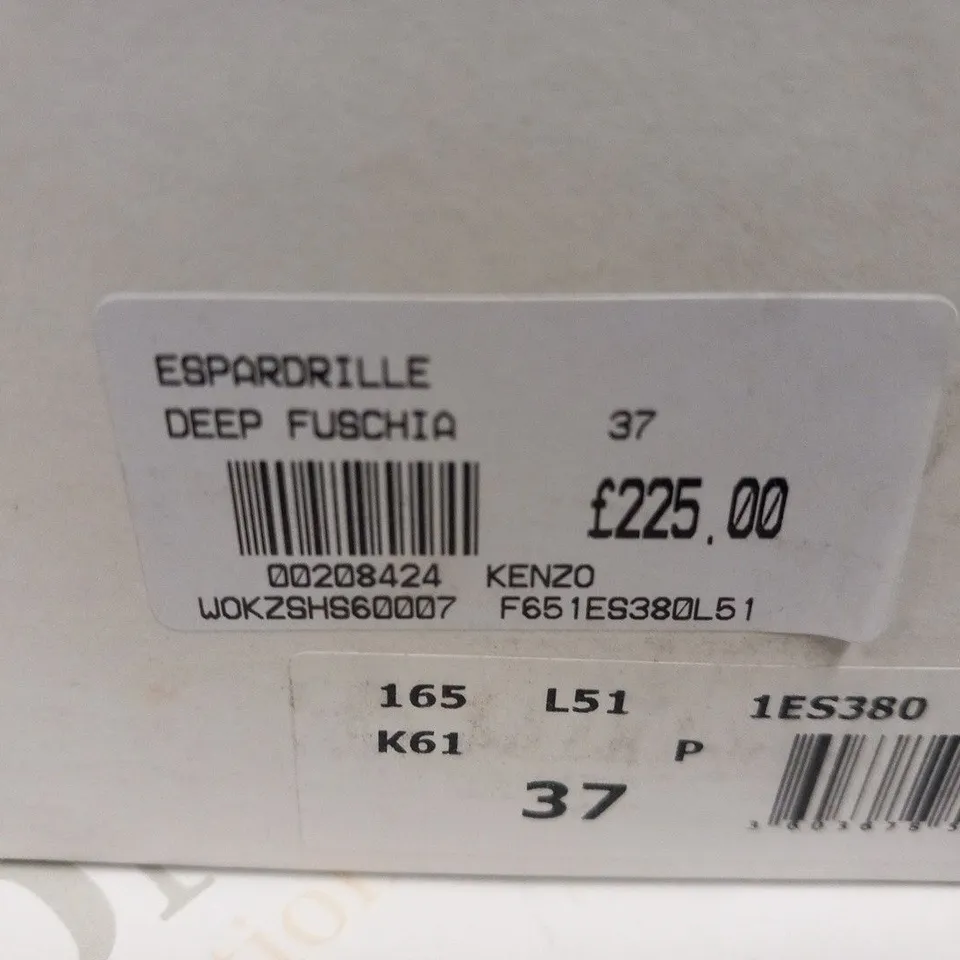 ESPARDRILLE
DEEP FUSCHIA 37
£225.00
00208424 KENZO
WOKZSHS60007 F651ES380L51
165 L51 1ES380
K61 P
37